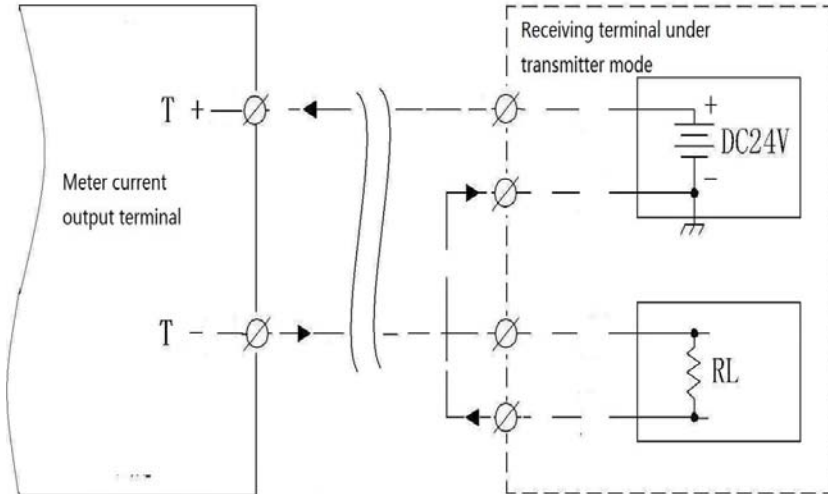 Receiving terminal under
transmitter mode
T +
+
DC24V
-
Meter current
output terminal
T -
RL